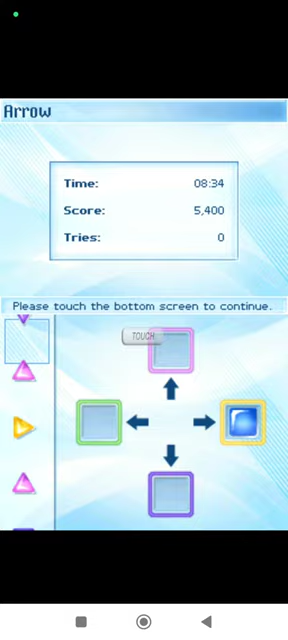 Arrow
Time: 08:34
Score: 5,400
Tries: 0
Please touch the bottom screen to continue.
TOUCH